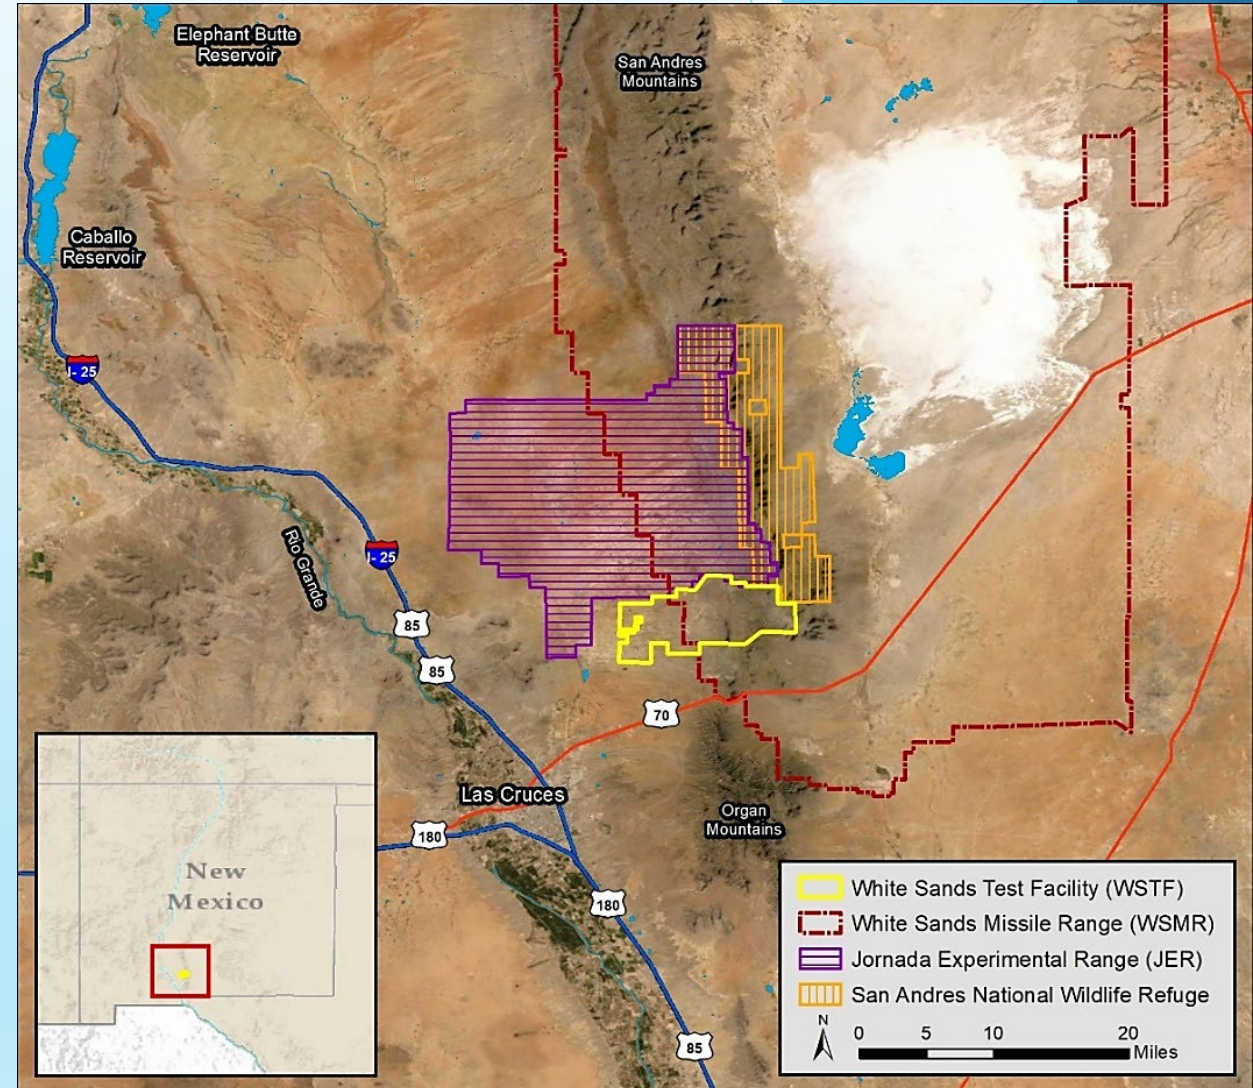 Elephant Butte
Reservoir
San Andres
Mountains
Caballo
Reservoir
I-25
Rio Grande
I-25
85
85
70
Las Cruces
180
Organ
Mountains
180
85
New
Mexico
White Sands Test Facility (WSTF)
White Sands Missile Range (WSMR)
Jornada Experimental Range (JER)
San Andres National Wildlife Refuge
N
0 5 10 20
Miles